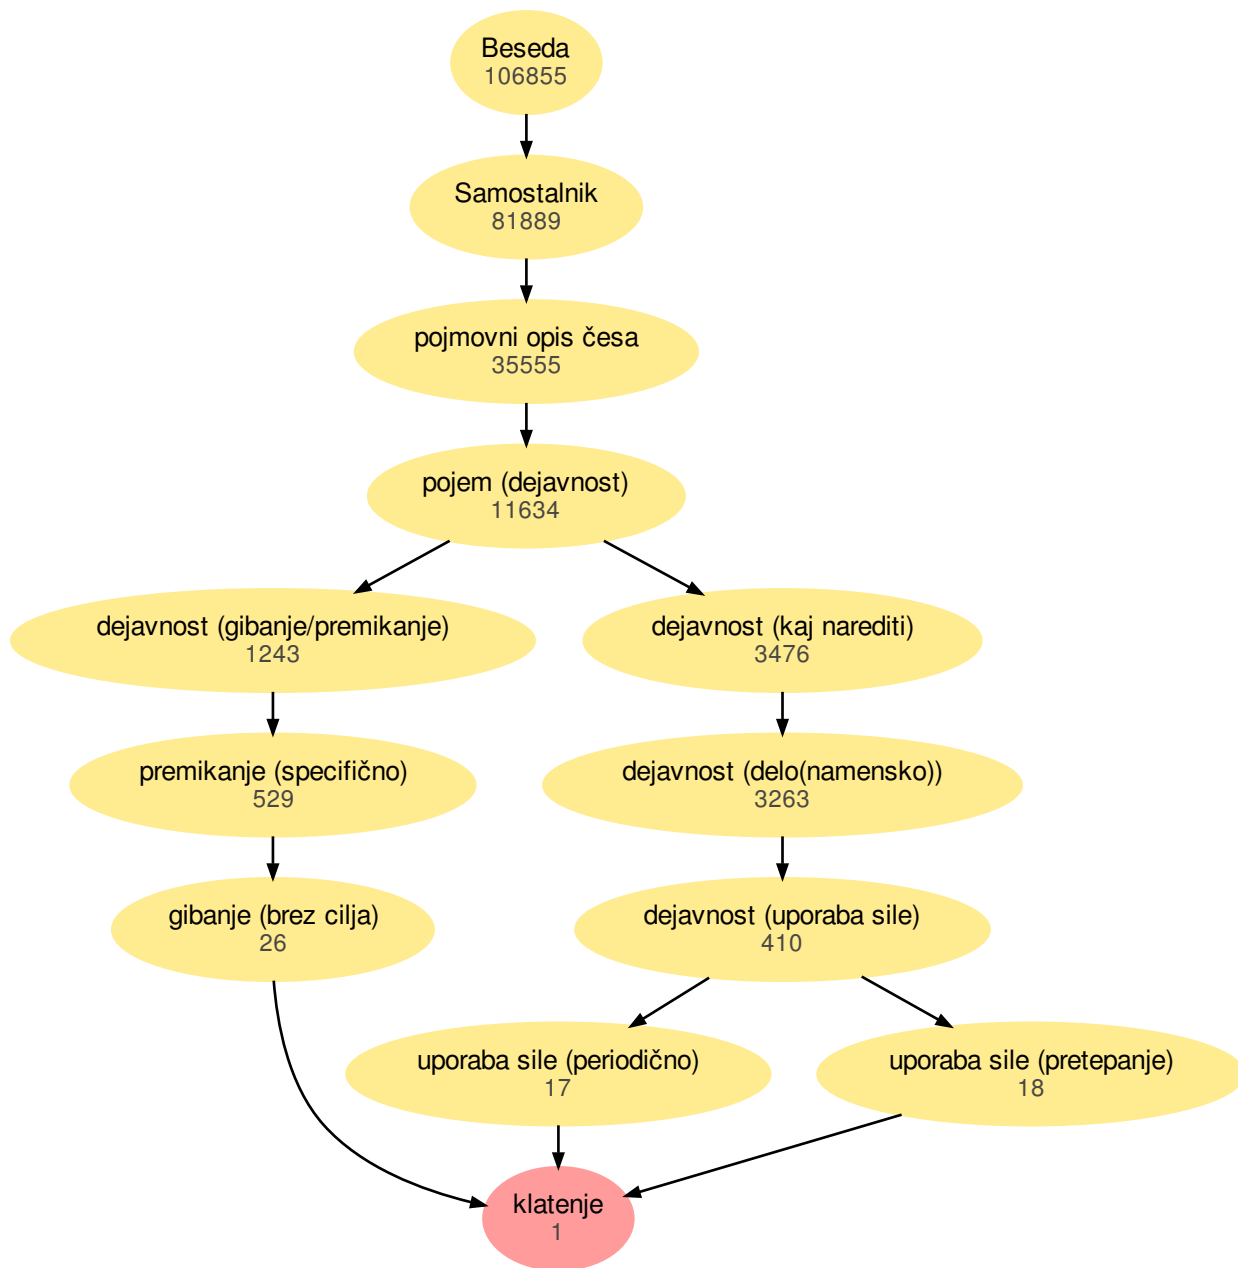 Beseda
106855
Samostalnik
81889
pojmovni opis česa
35555
pojem (dejavnost)
11634
dejavnost (gibanje/premikanje)
1243
dejavnost (kaj narediti)
3476
premikanje (specifično)
529
dejavnost (delo(namensko))
3263
gibanje (brez cilja)
26
dejavnost (uporaba sile)
410
uporaba sile (periodično)
17
uporaba sile (pretepanje)
18
klatenje
1